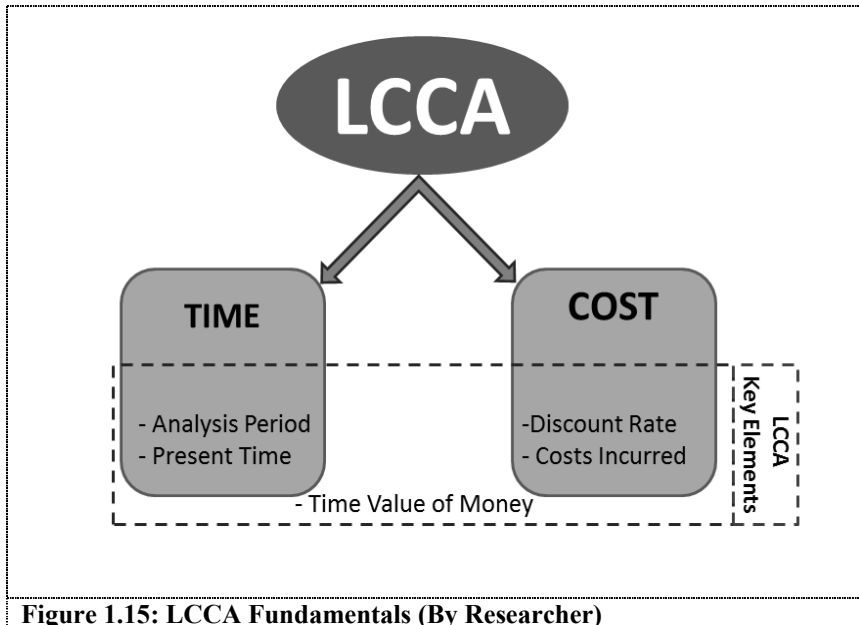 LCCA
TIME
COST
- Analysis Period
- Present Time
-Discount Rate
- Costs Incurred
- Time Value of Money
LCCA
Key Elements
Figure 1.15: LCCA Fundamentals (By Researcher)